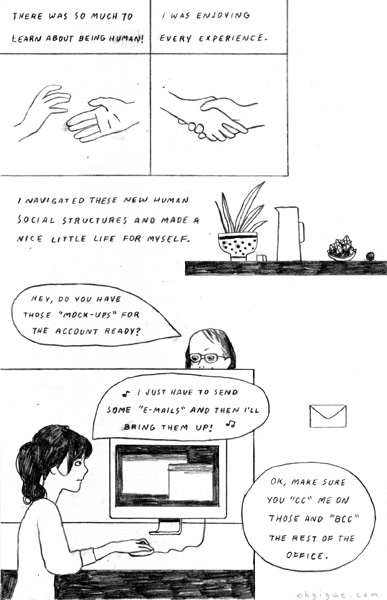 THERE WAS SO MUCH TO
LEARN ABOUT BEING HUMAN!
I WAS ENJOYING
EVERY EXPERIENCE.
I NAVIGATED THESE NEW HUMAN
SOCIAL STRUCTURES AND MADE A
NICE LITTLE LIFE FOR MYSELF.
HEY, DO YOU HAVE
THOSE "MOCK-UPS" FOR
THE ACCOUNT READY?
♪ I JUST HAVE TO SEND
SOME "E-MAILS" AND THEN I'LL
BRING THEM UP! ♫
OK, MAKE SURE
YOU "CC" ME ON
THOSE AND "BCC"
THE REST OF THE
OFFICE.
ohgigue.com